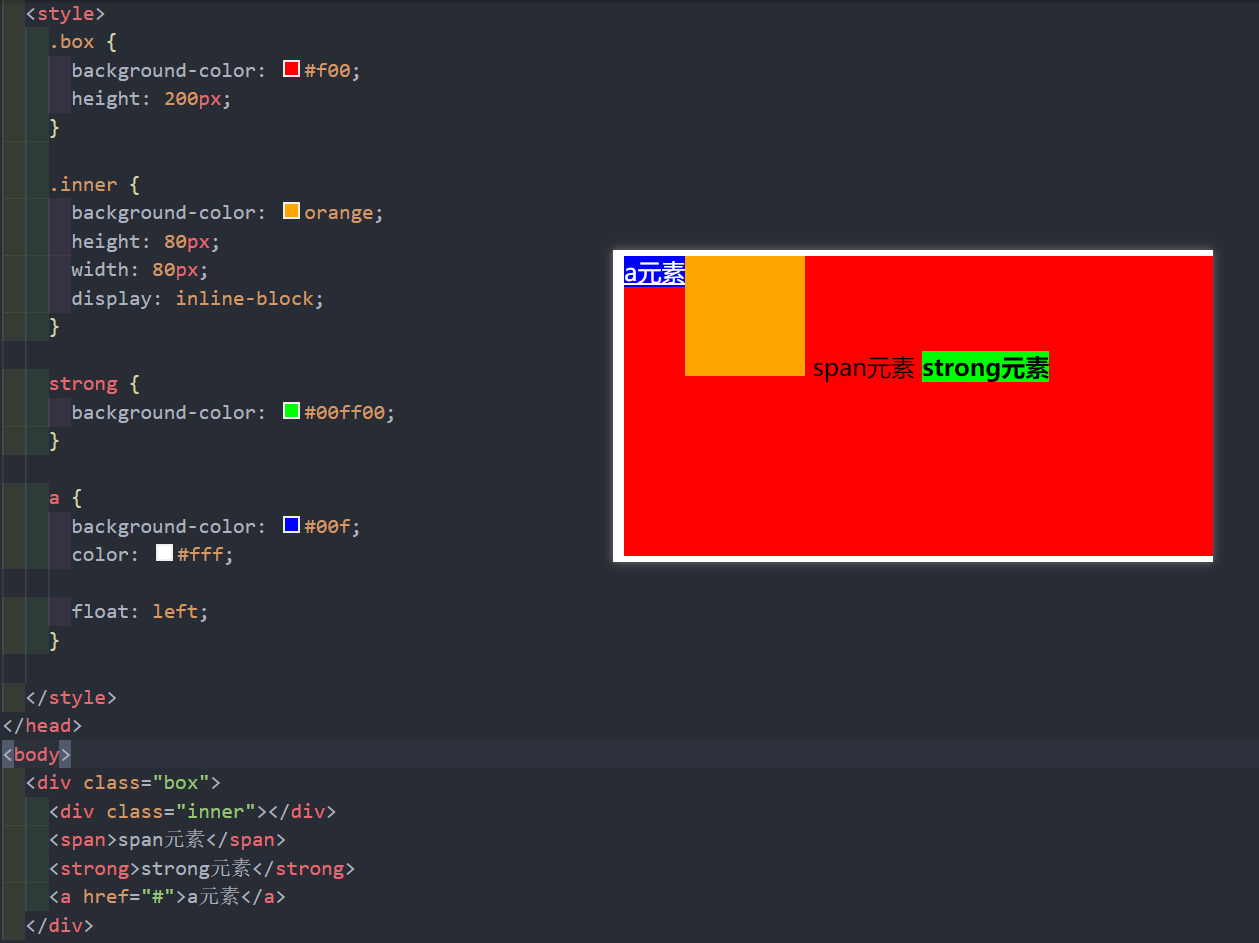 <style>
.box {
background-color: #f00;
height: 200px;
}
.inner {
background-color: orange;
height: 80px;
width: 80px;
display: inline-block;
}
strong {
background-color: #00ff00;
}
a {
background-color: #00f;
color: #fff;
float: left;
}
</style>
</head>
<body>
<div class="box">
<div class="inner"></div>
<span>span元素</span>
<strong>strong元素</strong>
<a href="#">a元素</a>
</div>
a元素
span元素 strong元素